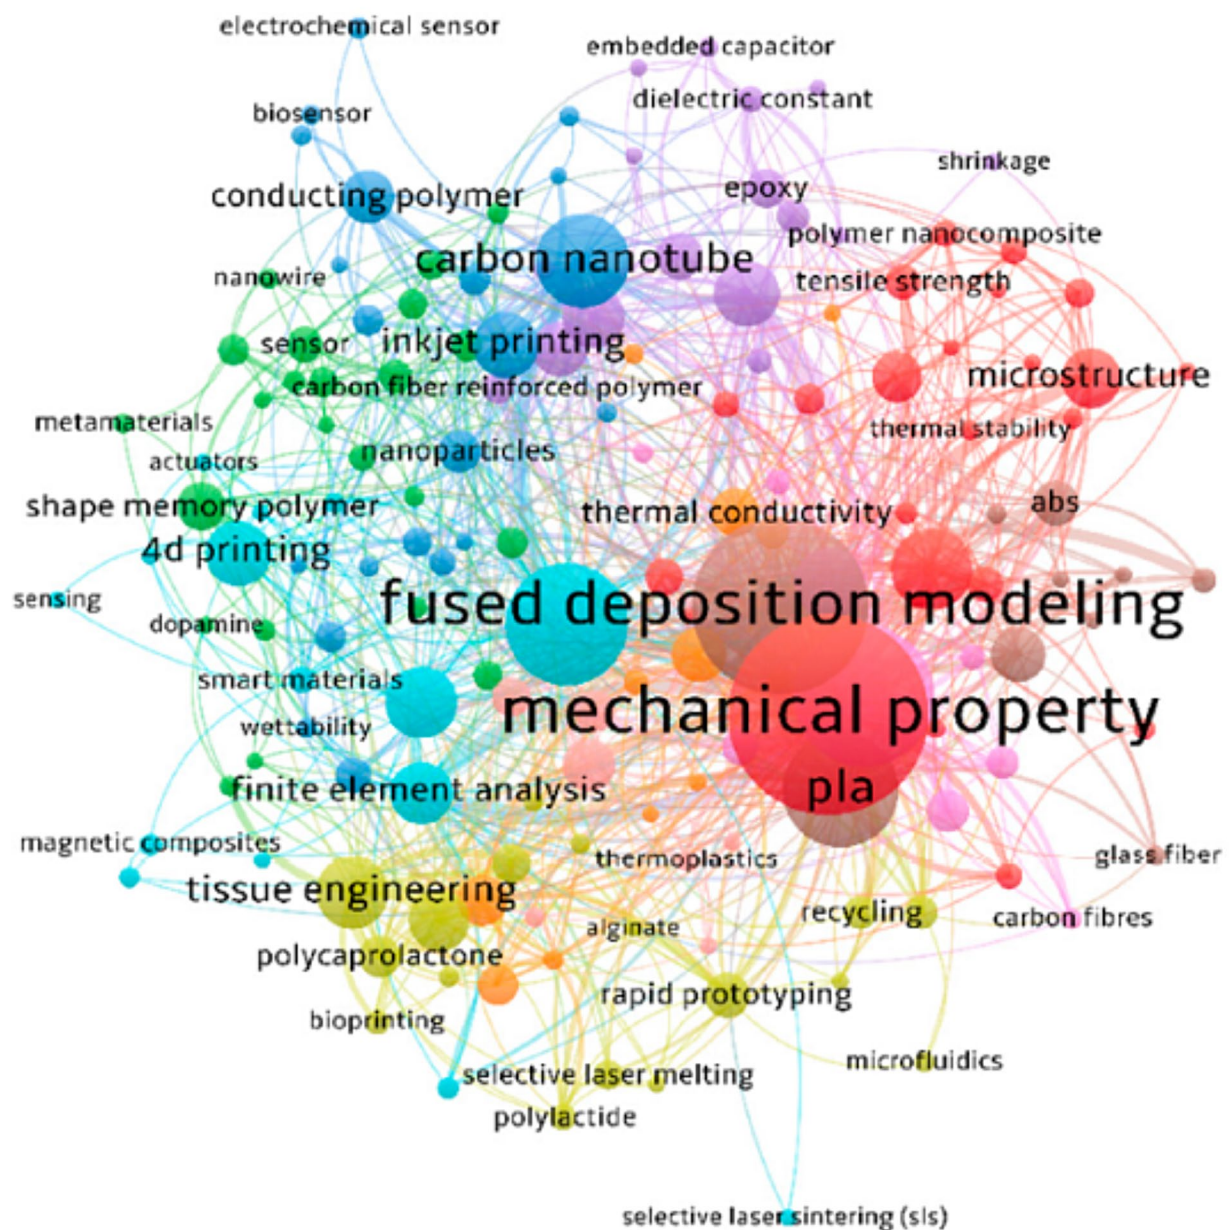 electrochemical sensor
embedded capacitor
dielectric constant
biosensor
shrinkage
conducting polymer
epoxy
polymer nanocomposite
carbon nanotube
nanowire
tensile strength
sensor
inkjet printing
microstructure
carbon fiber reinforced polymer
metamaterials
thermal stability
actuators
nanoparticles
shape memory polymer
thermal conductivity
abs
4d printing
sensing
fused deposition modeling
dopamine
smart materials
mechanical property
wettability
finite element analysis
pla
magnetic composites
thermoplastics
glass fiber
tissue engineering
recycling
carbon fibres
alginate
polycaprolactone
rapid prototyping
bioprinting
microfluidics
selective laser melting
polylactide
selective laser sintering (sls)